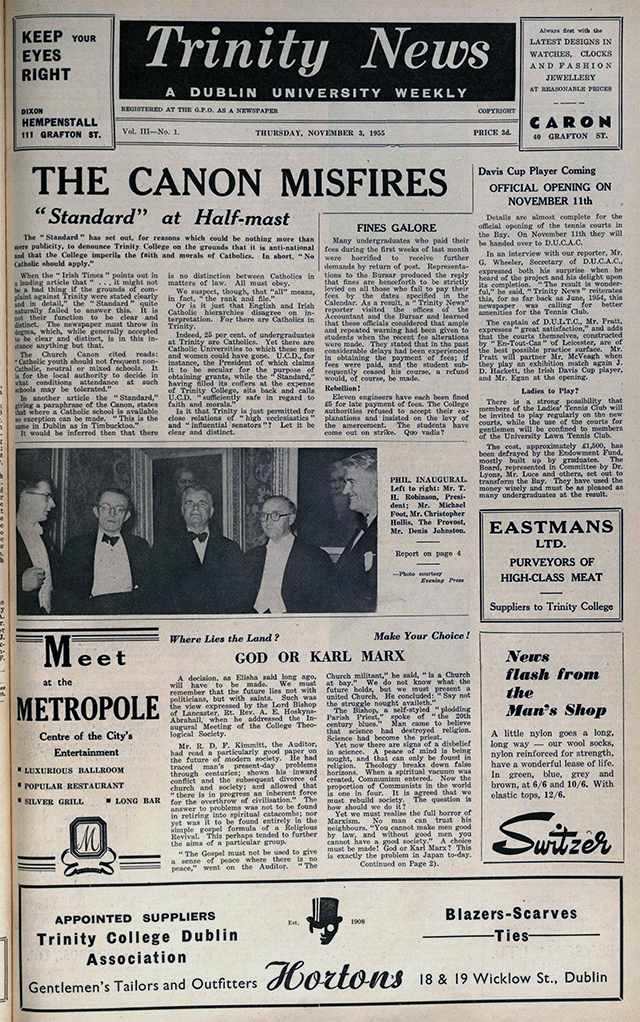 KEEP YOUR
EYES
RIGHT
DIXON
HEMPENSTALL
111 GRAFTON ST.
Trinity News
A DUBLIN UNIVERSITY WEEKLY
REGISTERED AT THE G.P.O. AS A NEWSPAPER
COPYRIGHT
Vol. III—No. 1.
THURSDAY, NOVEMBER 3, 1955
PRICE 3d.
Always first with the
LATEST DESIGNS IN
WATCHES, CLOCKS
AND FASHION
JEWELLERY
AT REASONABLE PRICES
CARON
40 GRAFTON ST.
THE CANON MISFIRES
"Standard" at Half-mast
The "Standard" has set out, for reasons which could be nothing more than
mere publicity, to denounce Trinity College on the grounds that it is anti-national
and that the College imperils the faith and morals of Catholics. In short, "No
Catholic should apply."
When the "Irish Times" points out in
a leading article that "... it might not
be a bad thing if the grounds of com-
plaint against Trinity were stated clearly
and in detail," the "Standard" quite
naturally failed to answer this. It is
not their function to be clear and
distinct. The newspaper must throw in
dogma, which, while generally accepted
to be clear and distinct, is in this in-
stance anything but that.
The Church Canon cited reads:
"Catholic youth should not frequent non-
Catholic, neutral or mixed schools. It
is for the local authority to decide in
what conditions attendance at such
schools may be tolerated."
In another article the "Standard,"
giving a paraphrase of the Canon, states
that where a Catholic school is available
no exception can be made. "This is the
same in Dublin as in Timbucktoo."
It would be inferred then that there
is no distinction between Catholics in
matters of law. All must obey.
We suspect, though, that "all" means,
in fact, "the rank and file."
Or is it just that English and Irish
Catholic hierarchies disagree on in-
terpretation. For there are Catholics in
Trinity.
Indeed, 25 per cent. of undergraduates
at Trinity are Catholics. Yet there are
Catholic Universities to which these men
and women could have gone. U.C.D., for
instance, the President of which claims
it to be secular for the purpose of
obtaining grants, while the "Standard,"
having filled its coffers at the expense
of Trinity College, sits back and calls
U.C.D. "sufficiently safe in regard to
faith and morals."
Is it that Trinity is just permitted for
close relations of "high ecclesiastics"
and "influential senators"? Let it be
clear and distinct.
FINES GALORE
Many undergraduates who paid their
fees during the first weeks of last month
were horrified to receive further
demands by return of post. Representa-
tions to the Bursar produced the reply
that fines are henceforth to be strictly
levied on all those who fail to pay their
fees by the dates specified in the
Calendar. As a result, a "Trinity News"
reporter visited the offices of the
Accountant and the Bursar and learned
that these officials considered that ample
and repeated warning had been given to
students when the recent fee alterations
were made. They stated that in the past
considerable delays had been experienced
in obtaining the payment of fees; if
fees were paid, and the student sub-
sequently ceased his course, a refund
would, of course, be made.
Rebellion!
Eleven engineers have each been fined
£5 for late payment of fees. The College
authorities refused to accept their ex-
planations and insisted on the levy of
the amercement. The students have
come out on strike. Quo vadis?
Davis Cup Player Coming
OFFICIAL OPENING ON
NOVEMBER 11th
Details are almost complete for the
official opening of the tennis courts in
the Bay. On November 11th they will
be handed over to D.U.C.A.C.
In an interview with our reporter, Mr.
G. Wheeler, Secretary of D.U.C.A.C.,
expressed both his surprise when he
heard of the project and his delight upon
its completion. "The result is wonder-
ful," he said, "Trinity News" reiterates
this, for as far back as June, 1954, this
newspaper was calling for better
amenities for the Tennis Club.
The captain of D.U.L.T.C., Mr. Pratt,
expresses "great satisfaction," and adds
that the courts themselves, constructed
by "En-Tout-Cas" of Leicester, are of
the best possible practice surface. Mr.
Pratt will partner Mr. McVeagh when
they play an exhibition match again J.
D. Hackett, the Irish Davis Cup player,
and Mr. Egan at the opening.
Ladies to Play?
There is a strong possibility that
members of the Ladies' Tennis Club will
be invited to play regularly on the new
courts, while the use of the courts for
gentlemen will be confined to members
of the University Lawn Tennis Club.
The cost, approximately £1,500, has
been defrayed by the Endowment Fund,
mostly built up by graduates. The
Board, represented in Committee by Dr.
Lyons, Mr. Luce and others, set out to
transform the Bay. They have used the
money wisely and must be as pleased as
many undergraduates at the result.
PHIL. INAUGURAL.
Left to right: Mr. T.
H. Robinson, Presi-
dent; Mr. Michael
Foot, Mr. Christopher
Hollis, The Provost,
Mr. Denis Johnston.
Report on page 4
—Photo courtesy
Evening Press
EASTMANS
LTD.
PURVEYORS OF
HIGH-CLASS MEAT
Suppliers to Trinity College
Meet
at the
METROPOLE
Centre of the City's
Entertainment
LUXURIOUS BALLROOM
POPULAR RESTAURANT
SILVER GRILL LONG BAR
M
Where Lies the Land?
Make Your Choice!
GOD OR KARL MARX
A decision, as Elisha said long ago,
will have to be made. We must
remember that the future lies not with
politicians, but with saints. Such was
the view expressed by the Lord Bishop
of Lancaster, Rt. Rev. A. E. Hoskyns-
Abrahall, when he addressed the In-
augural Meeting of the College Theo-
logical Society.
Mr. R. D. F. Kimmitt, the Auditor,
had read a particularly good paper on
the future of modern society. He had
traced man's present-day problems
through centuries; shown his inward
conflict and the subsequent divorce of
church and society; and allowed that
"there is in progress an inherent force
for the overthrow of civilisation." The
answer to problems was not to be found
in retiring into spiritual catacombs; nor
yet was it to be found entirely in the
simple gospel formula of a Religious
Revival. This perhaps tended to further
the aims of a particular group.
"The Gospel must not be used to give
a sense of peace where there is no
peace," went on the Auditor. "The
Church militant," he said, "is a Church
at bay." We do not know what the
future holds, but we must present a
united Church. He concluded: "Say not
the struggle nought availeth."
The Bishop, a self-styled "plodding
Parish Priest," spoke of "the 20th
century blues." Man came to believe
that science had destroyed religion.
Science had become the priest.
Yet now there are signs of a disbelief
in science. A peace of mind is being
sought, and that can only be found in
religion. Theology breaks down false
horizons. When a spiritual vacuum was
created, Communism entered. Now the
proportion of Communists in the world
is one in four. It is agreed that we
must rebuild society. The question is
how should we do it?
Yet we must realise the full horror of
Marxism. No man can trust his
neighbours. "You cannot make men good
by law, and without good men you
cannot have a good society." A choice
must be made! God or Karl Marx? This
is exactly the problem in Japan to-day.
Continued on Page 2).
News
flash from
the
Man's Shop
A little nylon goes a long,
long way — our wool socks,
nylon reinforced for strength,
have a wonderful lease of life.
In green, blue, grey and
brown, at 6/6 and 10/6. With
elastic tops, 12/6.
Switzer
APPOINTED SUPPLIERS
Trinity College Dublin
Association
Gentlemen's Tailors and Outfitters
Est. 1908
Hortons
Blazers-Scarves
Ties
18 & 19 Wicklow St., Dublin